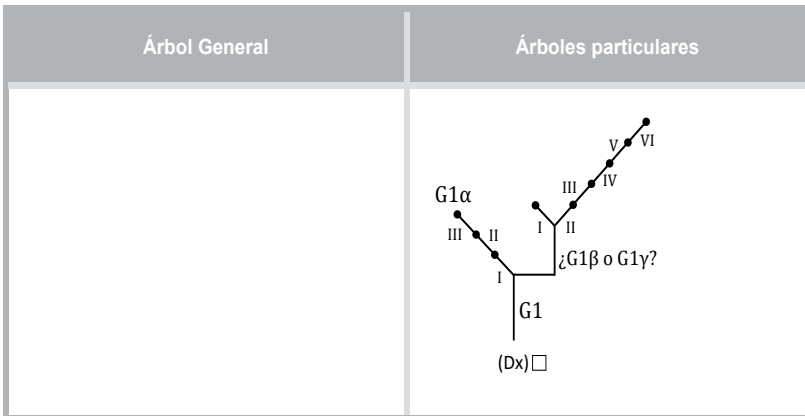 Árbol General
Árboles particulares
V
VI
III
IV
G1α
I
II
III
II
¿G1β o G1γ?
I
G1
(Dx)□